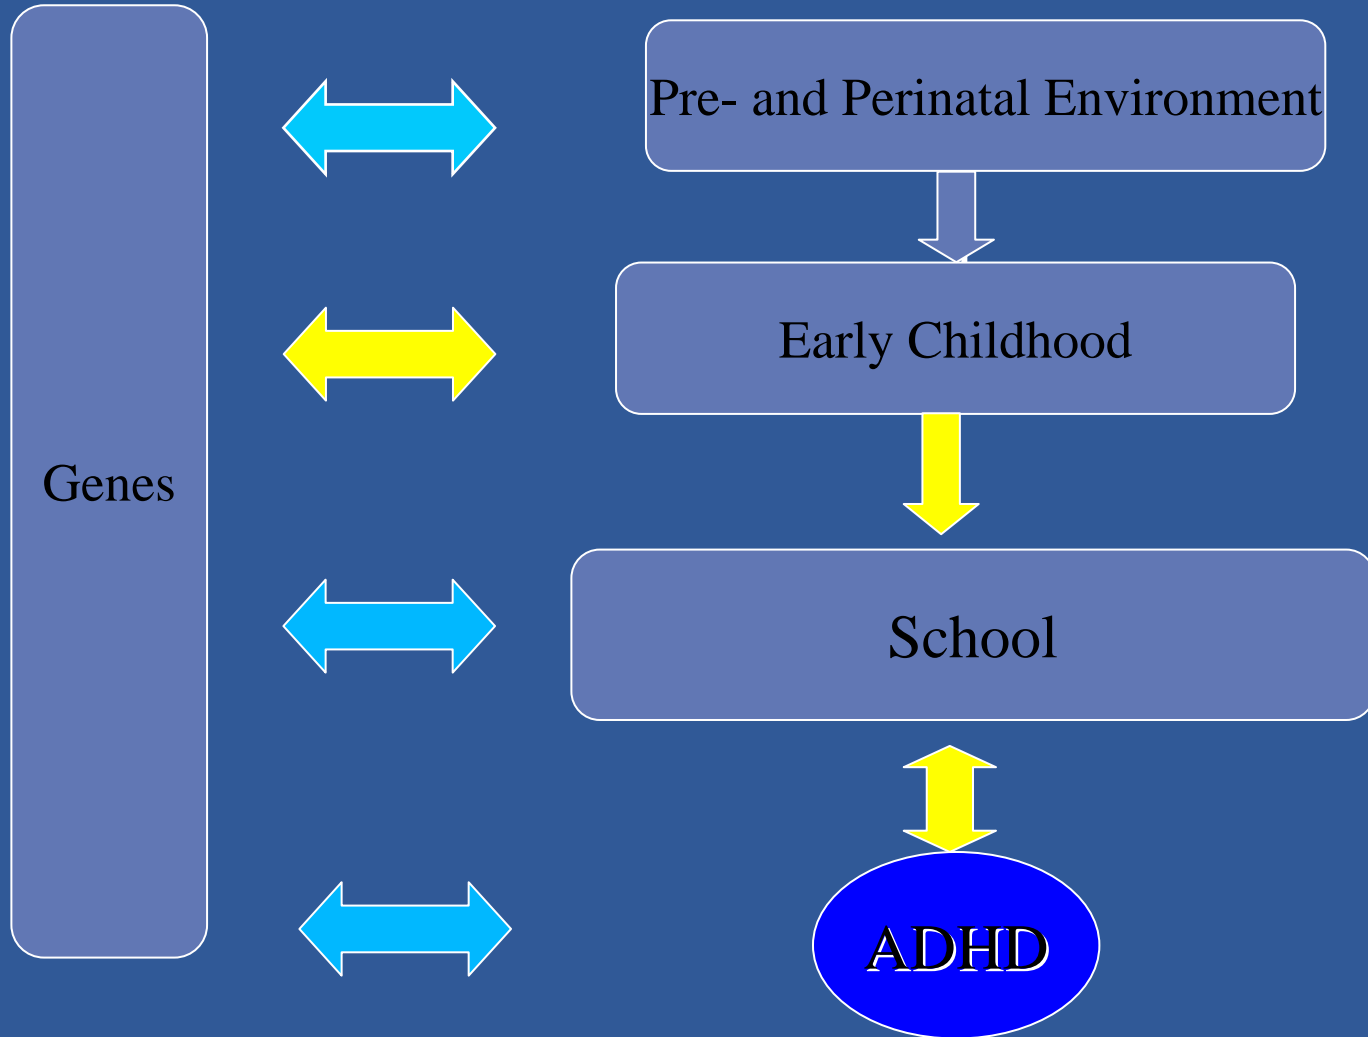 Pre- and Perinatal Environment
Early Childhood
Genes
School
ADHD